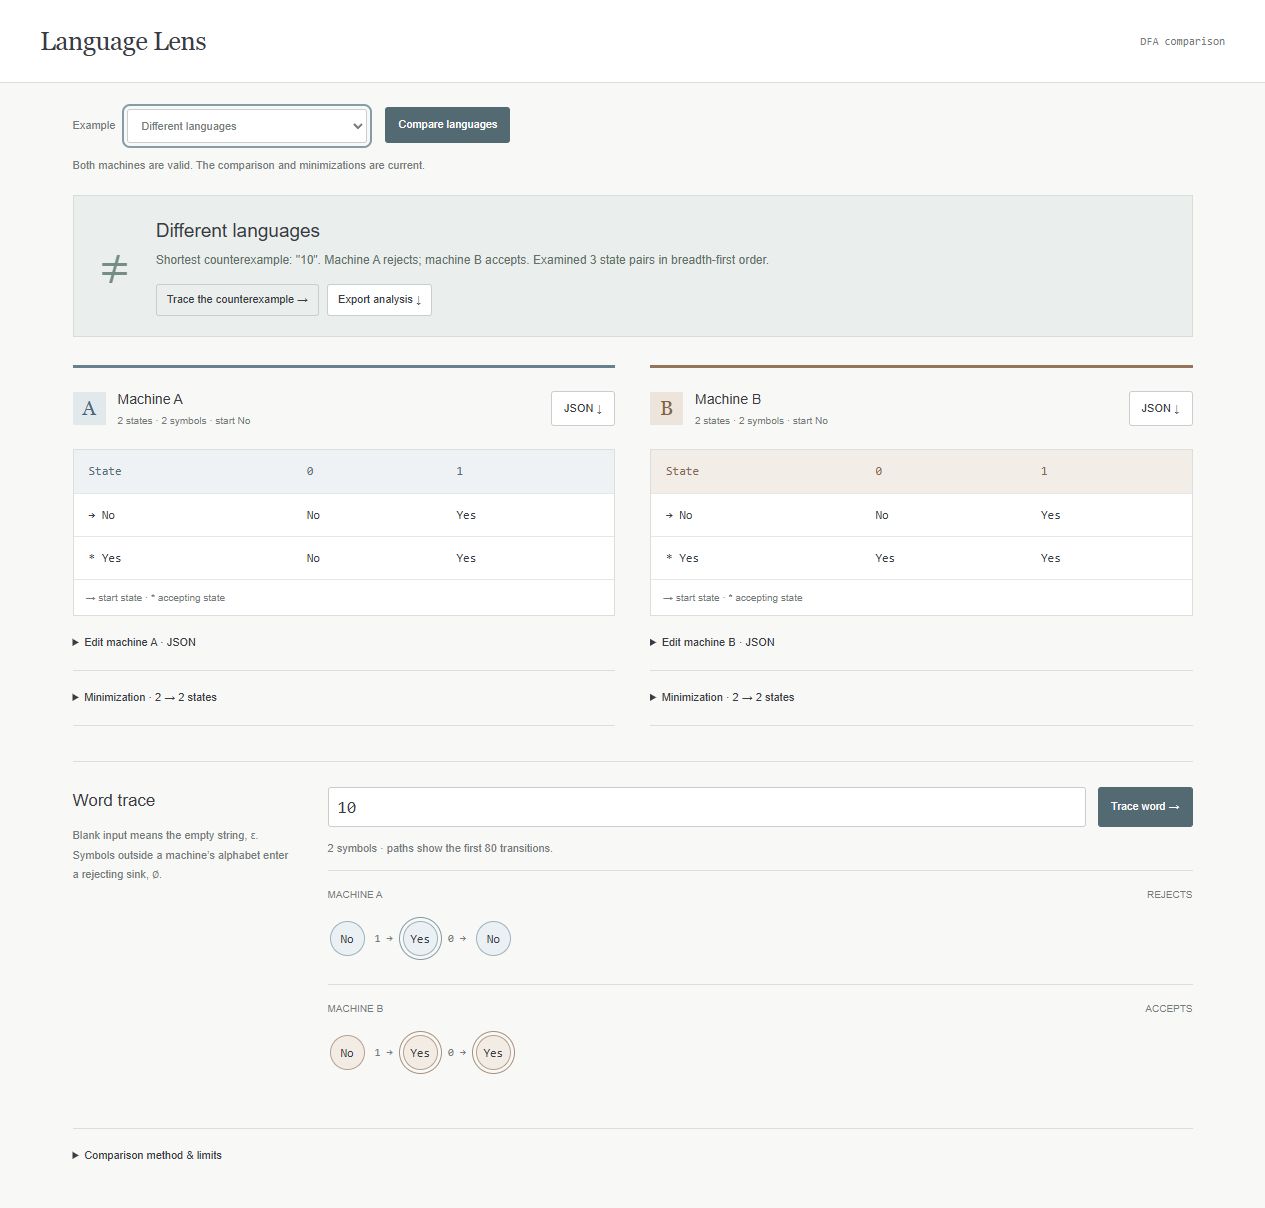 Language Lens
DFA comparison
Example
Different languages
Compare languages
Both machines are valid. The comparison and minimizations are current.
≠
Different languages
Shortest counterexample: "10". Machine A rejects; machine B accepts. Examined 3 state pairs in breadth-first order.
Trace the counterexample →
Export analysis ↓
A
Machine A
2 states · 2 symbols · start No
JSON ↓
State 0 1
→ No No Yes
* Yes No Yes
→ start state · * accepting state
▶ Edit machine A · JSON
▶ Minimization · 2 → 2 states
B
Machine B
2 states · 2 symbols · start No
JSON ↓
State 0 1
→ No No Yes
* Yes Yes Yes
→ start state · * accepting state
▶ Edit machine B · JSON
▶ Minimization · 2 → 2 states
Word trace
Blank input means the empty string, ε.
Symbols outside a machine's alphabet enter
a rejecting sink, ∅.
10
Trace word →
2 symbols · paths show the first 80 transitions.
MACHINE A
REJECTS
No 1 → Yes 0 → No
MACHINE B
ACCEPTS
No 1 → Yes 0 → Yes
▶ Comparison method & limits